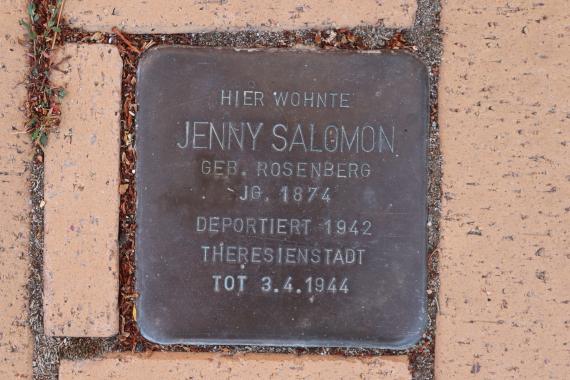 HIER WOHNTE
JENNY SALOMON
GEB. ROSENBERG
JG. 1874
DEPORTIERT 1942
THERESIENSTADT
TOT 3.4.1944